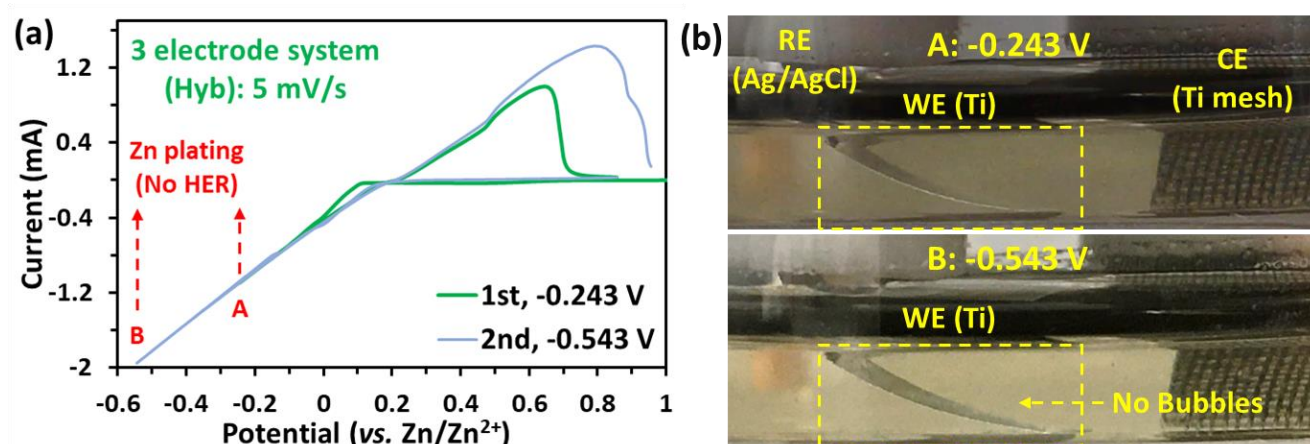 (a)
3 electrode system
(Hyb): 5 mV/s
Zn plating
(No HER)
B
A
1st, -0.243 V
2nd, -0.543 V
Current (mA)
1.2
0.4
-0.4
-1.2
-2
-0.6 -0.4 -0.2 0 0.2 0.4 0.6 0.8 1
Potential (vs. Zn/Zn²⁺)
(b)
RE
(Ag/AgCl)
A: -0.243 V
WE (Ti)
CE
(Ti mesh)
B: -0.543 V
WE (Ti)
No Bubbles